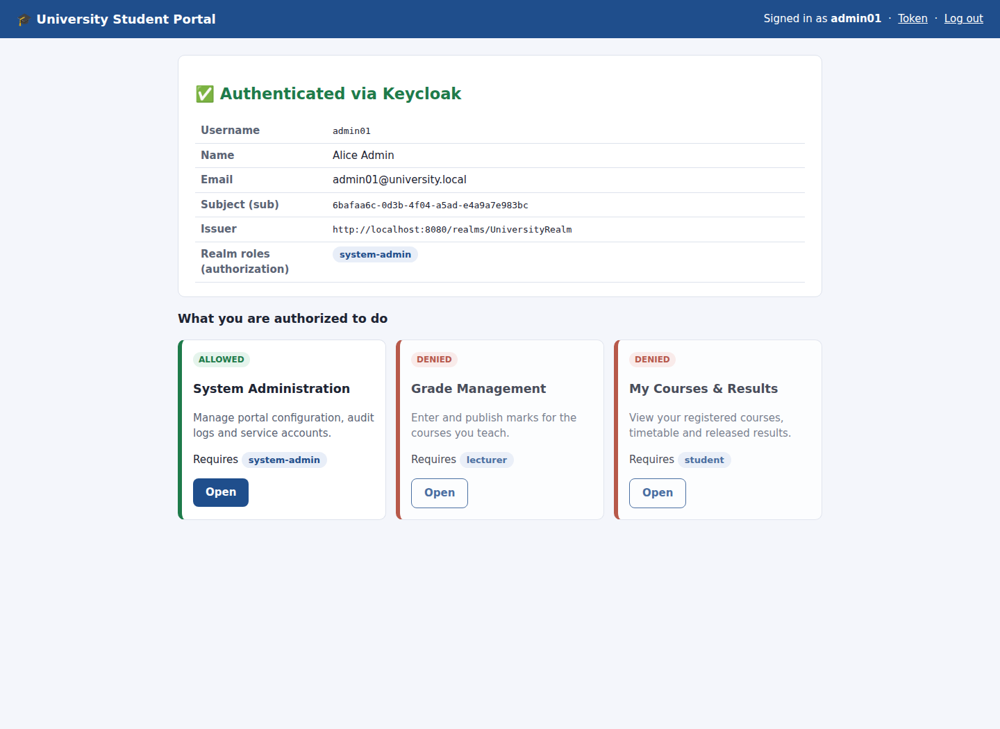 🎓 University Student Portal
Signed in as admin01 · Token · Log out
✅ Authenticated via Keycloak
Username admin01
Name Alice Admin
Email admin01@university.local
Subject (sub) 6bafaa6c-0d3b-4f04-a5ad-e4a9a7e983bc
Issuer http://localhost:8080/realms/UniversityRealm
Realm roles system-admin
(authorization)
What you are authorized to do
ALLOWED
System Administration
Manage portal configuration, audit
logs and service accounts.
Requires system-admin
Open
DENIED
Grade Management
Enter and publish marks for the
courses you teach.
Requires lecturer
Open
DENIED
My Courses & Results
View your registered courses,
timetable and released results.
Requires student
Open